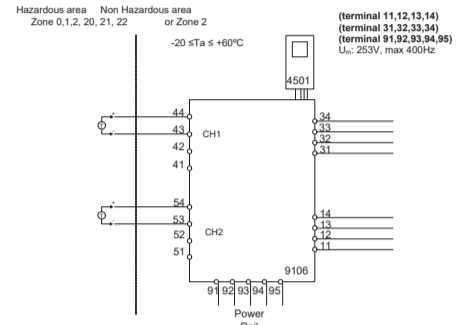 Hazardous area Non Hazardous area
Zone 0,1,2, 20, 21, 22 or Zone 2
-20 ≤Ta ≤ +60ºC
(terminal 11,12,13,14)
(terminal 31,32,33,34)
(terminal 91,92,93,94,95)
Um: 253V, max 400Hz
4501
44
43
42
41
CH1
34
33
32
31
54
53
52
51
CH2
14
13
12
11
9106
91 92 93 94 95
Power
Rail